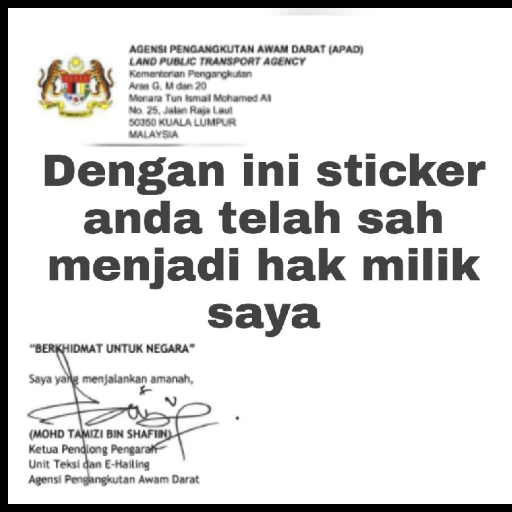 AGENSI PENGANGKUTAN AWAM DARAT (APAD)
LAND PUBLIC TRANSPORT AGENCY
Kementerian Pengangkutan
Aras G, M dan 20
Menara Tun Ismail Mohamed Ali
No. 25, Jalan Raja Laut
50350 KUALA LUMPUR
MALAYSIA
Dengan ini sticker
anda telah sah
menjadi hak milik
saya
"BERKHIDMAT UNTUK NEGARA"
Saya yang menjalankan amanah,
(MOHD TAMIZI BIN SHAFIIN)
Ketua Penolong Pengarah
Unit Teksi dan E-Hailing
Agensi Pengangkutan Awam Darat